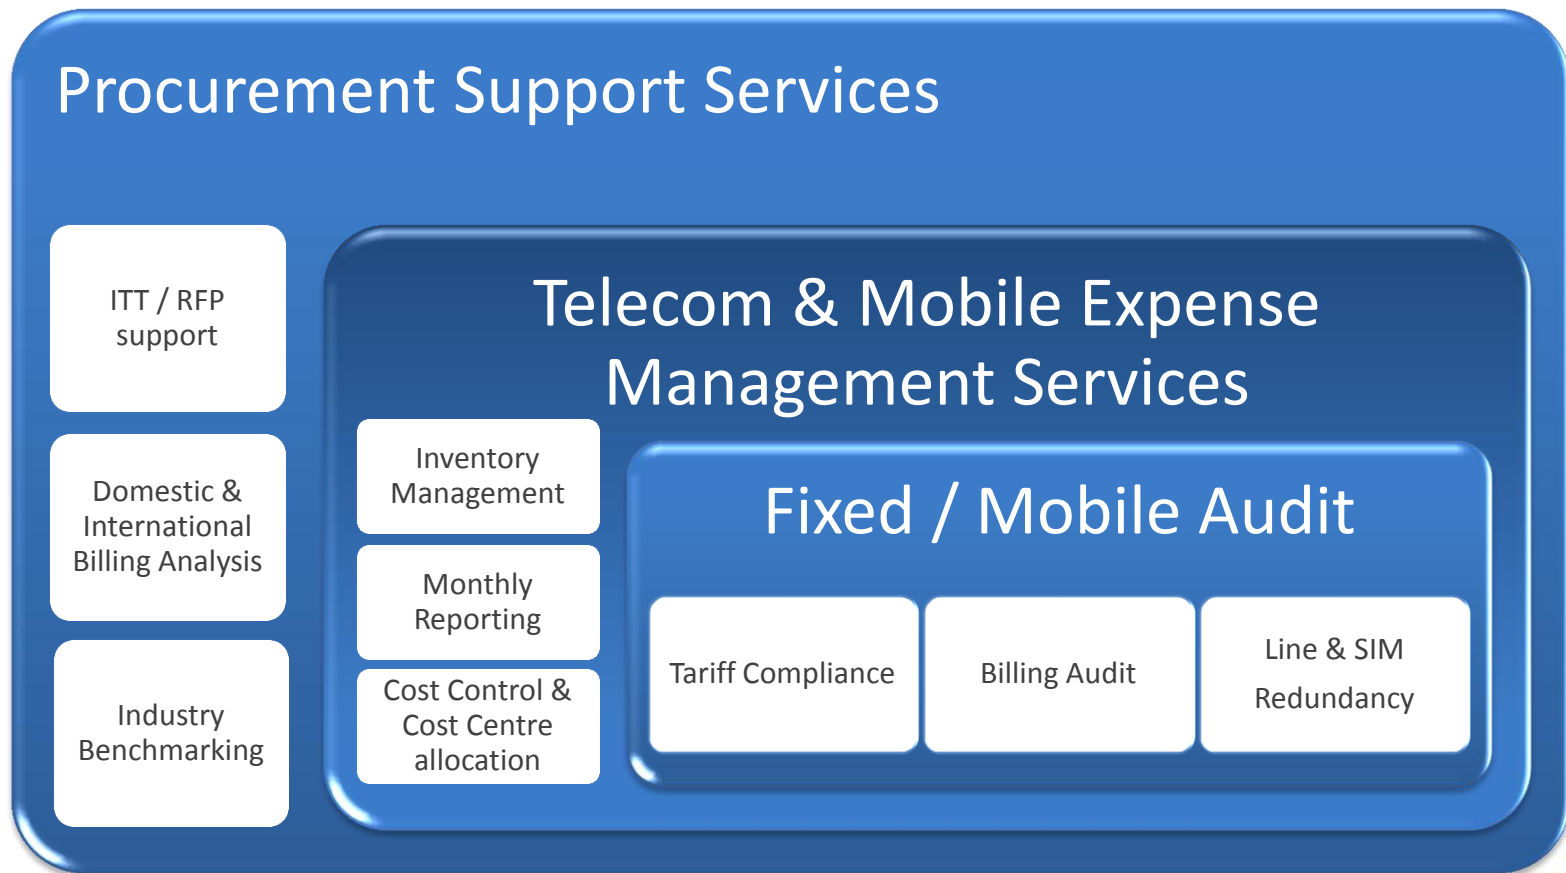 Procurement Support Services
ITT / RFP
support
Domestic &
International
Billing Analysis
Industry
Benchmarking
Telecom & Mobile Expense
Management Services
Inventory
Management
Monthly
Reporting
Cost Control &
Cost Centre
allocation
Fixed / Mobile Audit
Tariff Compliance
Billing Audit
Line & SIM
Redundancy